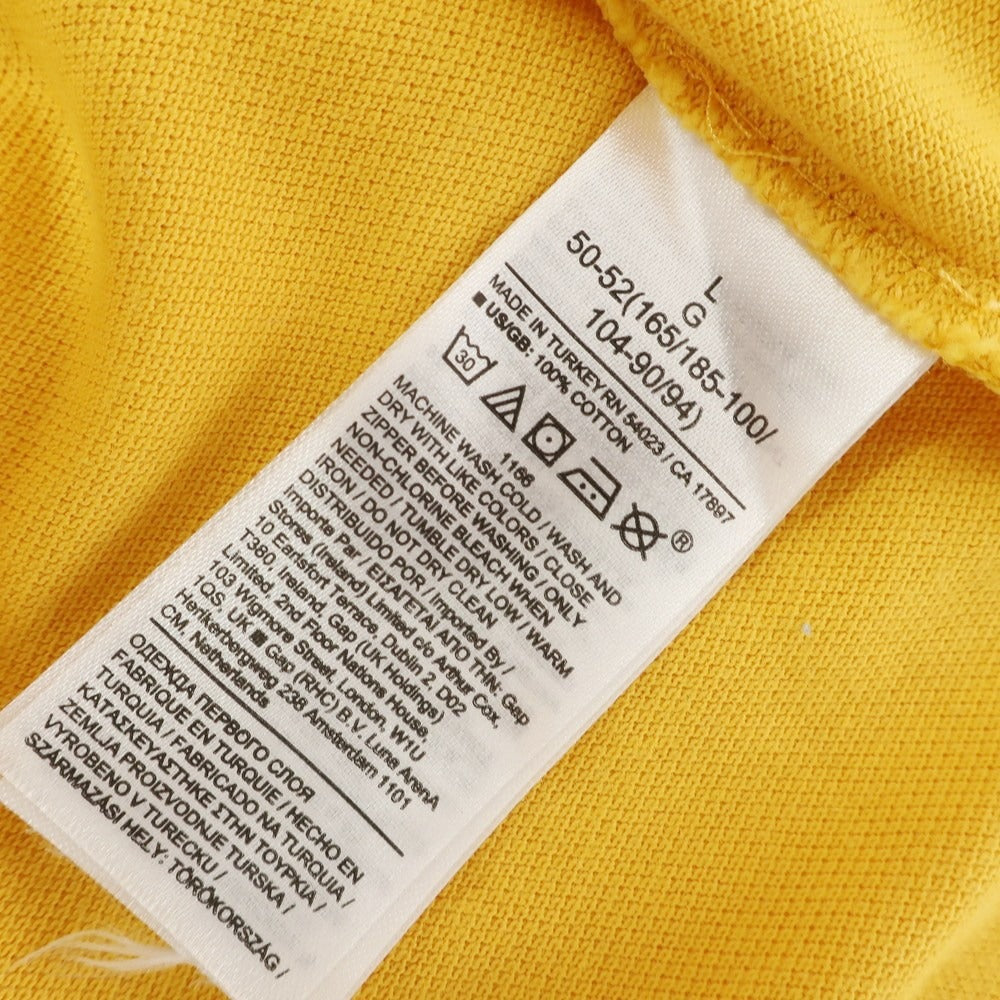 L
G
50-52(165/185-100/
104-90/94)
MADE IN TURKEY RN 54023 / CA 17897
■ US/GB: 100% COTTON
30
®
1166
MACHINE WASH COLD / WASH AND
DRY WITH LIKE COLORS / CLOSE
ZIPPER BEFORE WASHING / ONLY
NON-CHLORINE BLEACH WHEN
NEEDED / TUMBLE DRY LOW / WARM
IRON / DO NOT DRY CLEAN
DISTRIBUIDO POR / Imported By /
Importe Par / ΕΙΣΑΓΕΤΑΙ ΑΠΟ ΤΗΝ: Gap
Stores (Ireland) Limited c/o Arthur Cox,
10 Earlsfort Terrace, Dublin 2, D02
T380, Ireland, Gap (UK Holdings)
Limited, 2nd Floor Nations House,
103 Wigmore Street, London, W1U
1QS, UK ■ Gap (RHC) B.V. Luna ArenA
Herikerbergweg 238 Amsterdam 1101
CM, Netherlands
ОДЕЖДА ПЕРВОГО СЛОЯ
FABRIQUE EN TURQUIE / HECHO EN
TURQUIA / FABRICADO NA TURQUIA /
ΚΑΤΑΣΚΕΥΑΣΤΗΚΕ ΣΤΗΝ ΤΟΥΡΚΙΑ /
ZEMLJA PROIZVODNJE TURSKA /
VYROBENO V TURECKU /
SZÁRMAZÁSI HELY: TÖRÖKORSZÁG /